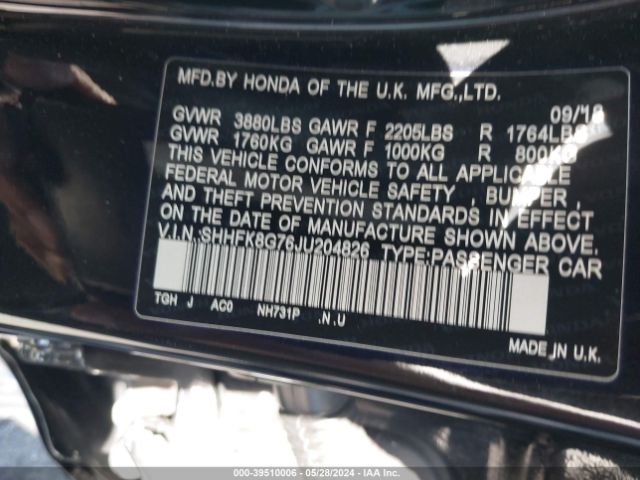 MFD.BY HONDA OF THE U.K. MFG.,LTD.
09/18
GVWR 3880LBS GAWR F 2205LBS R 1764LBS
GVWR 1760KG GAWR F 1000KG R 800KG
THIS VEHICLE CONFORMS TO ALL APPLICABLE
FEDERAL MOTOR VEHICLE SAFETY , BUMPER ,
AND THEFT PREVENTION STANDARDS IN EFFECT
ON THE DATE OF MANUFACTURE SHOWN ABOVE.
V.I.N.:SHHFK8G76JU204826 TYPE:PASSENGER CAR
TGH J AC0 NH731P .N.U
MADE IN U.K.
000-39510006 - 05/28/2024 - IAA Inc.